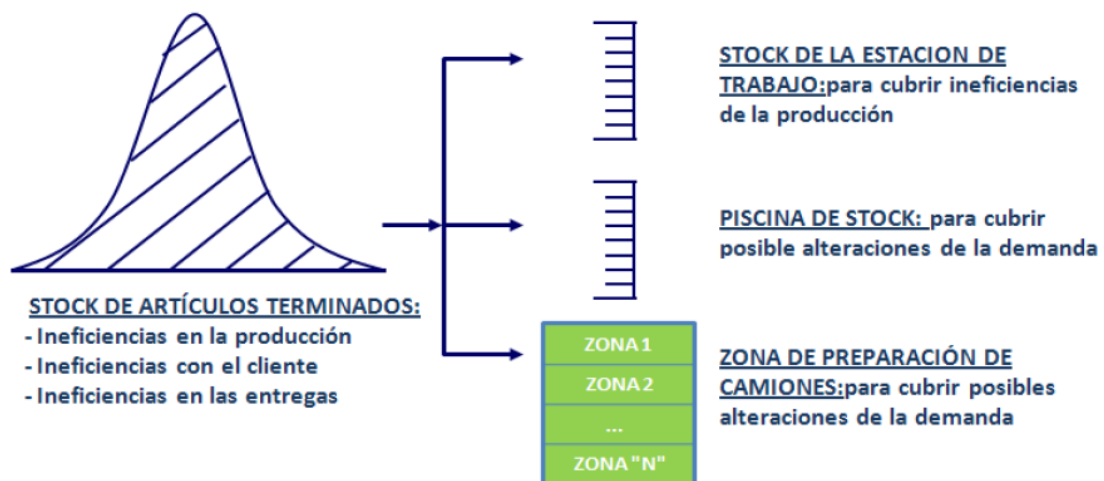 STOCK DE LA ESTACION DE
TRABAJO:para cubrir ineficiencias
de la producción
PISCINA DE STOCK: para cubrir
posible alteraciones de la demanda
STOCK DE ARTÍCULOS TERMINADOS:
- Ineficiencias en la producción
- Ineficiencias con el cliente
- Ineficiencias en las entregas
ZONA 1
ZONA 2
...
ZONA "N"
ZONA DE PREPARACIÓN DE
CAMIONES:para cubrir posibles
alteraciones de la demanda